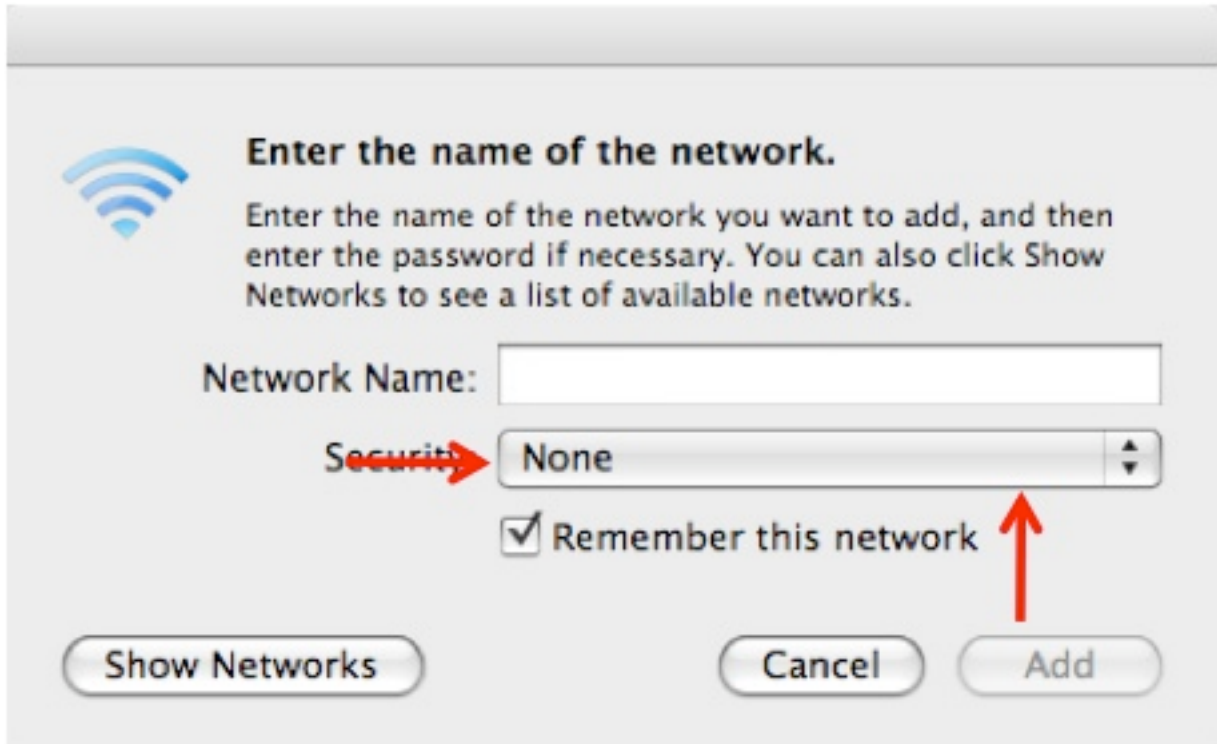 Enter the name of the network.
Enter the name of the network you want to add, and then
enter the password if necessary. You can also click Show
Networks to see a list of available networks.
Network Name:
Security
None
Remember this network
Show Networks
Cancel
Add